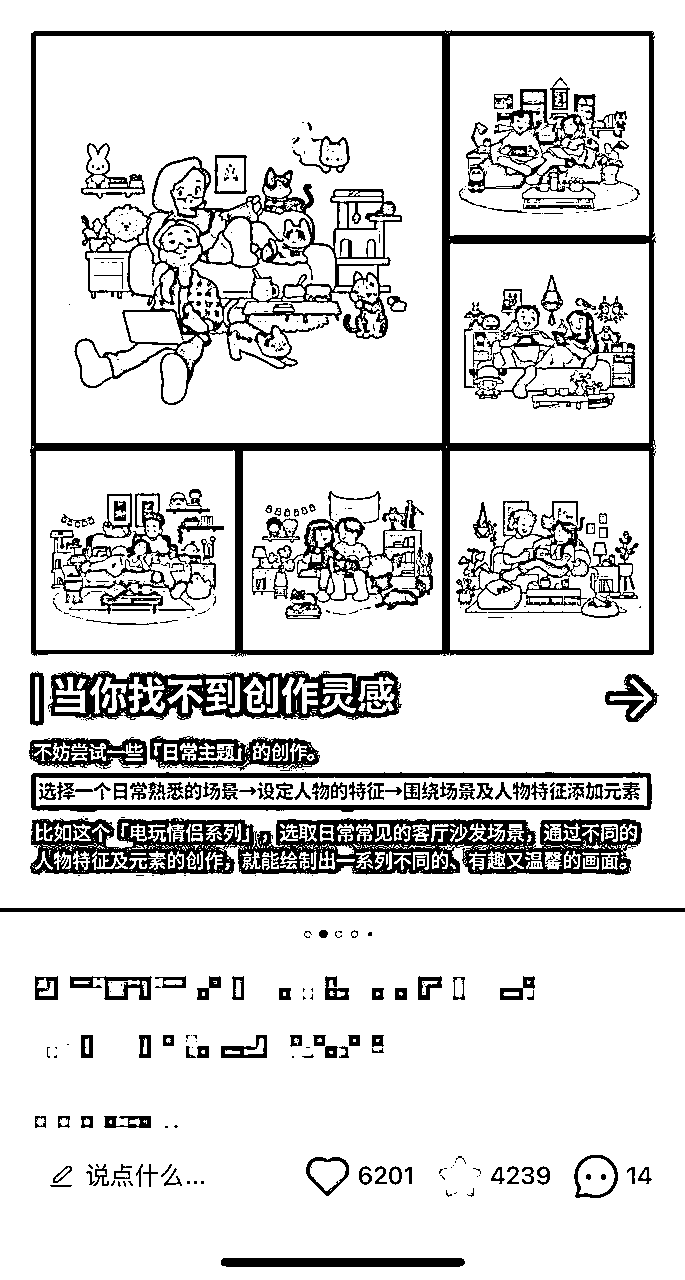 当你找不到创作灵感
不妨尝试一些「日常主题」的创作。
选择一个日常熟悉的场景→设定人物的特征→围绕场景及人物特征添加元素
比如这个「电玩情侣系列」，选取日常常见的客厅沙发场景，通过不同的
人物特征及元素的创作，就能绘制出一系列不同的、有趣又温馨的画面。
说点什么... 6201 4239 14